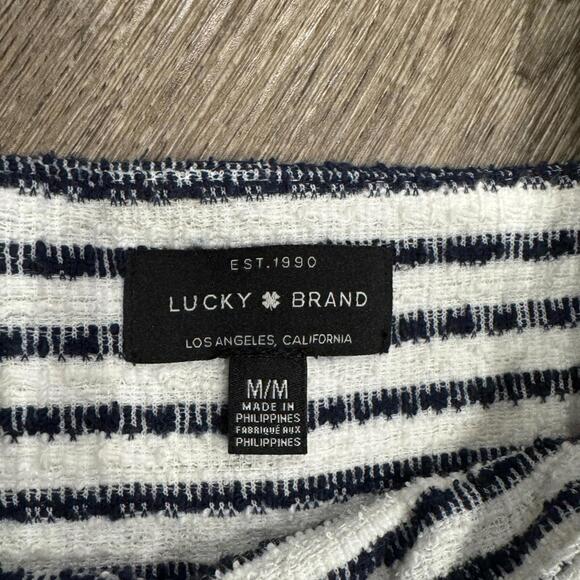 EST.1990
LUCKY BRAND
LOS ANGELES, CALIFORNIA
M/M
MADE IN
PHILIPPINES
FABRIQUÉ AUX
PHILIPPINES